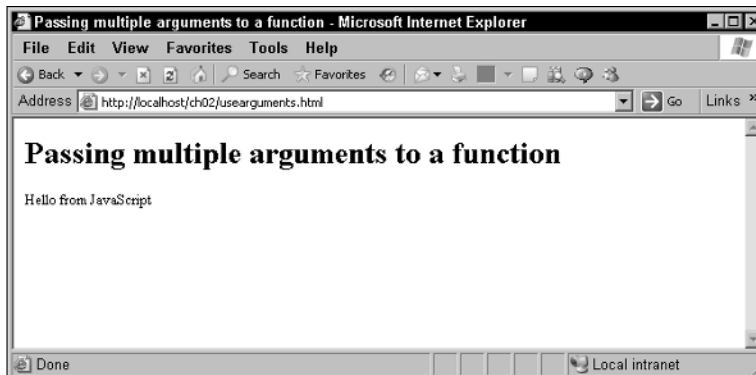 Passing multiple arguments to a function - Microsoft Internet Explorer
File Edit View Favorites Tools Help
Back Search Favorites
Address http://localhost/ch02/usearguments.html Go Links »
Passing multiple arguments to a function
Hello from JavaScript
Done Local intranet